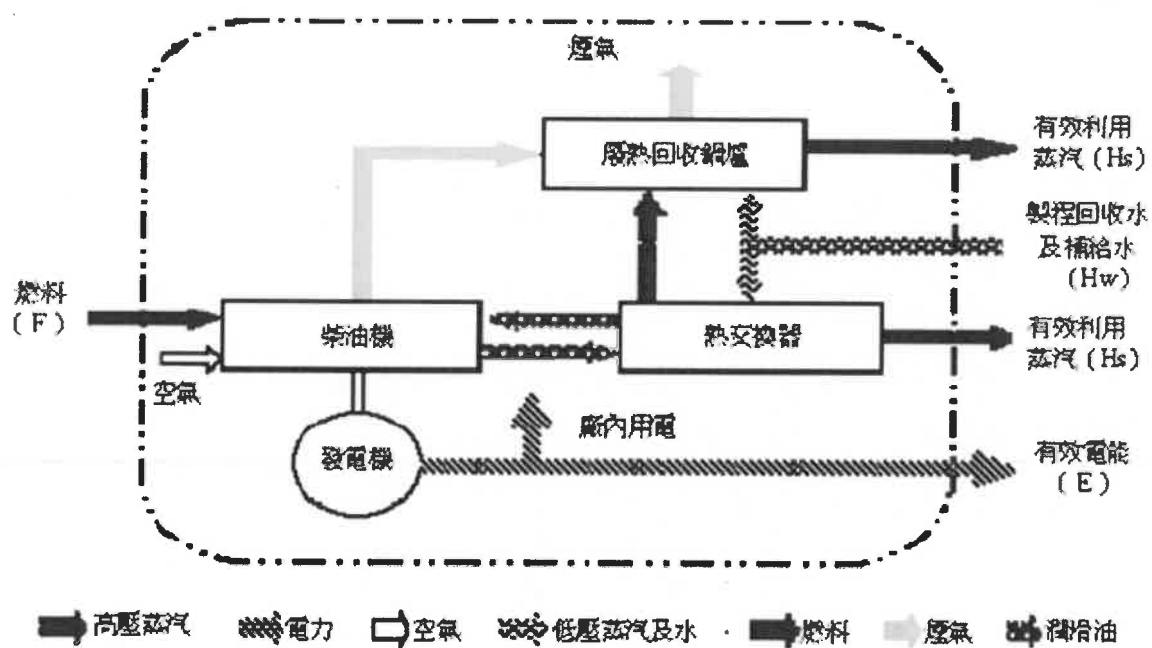 煙氣
廢熱回收鍋爐
有效利用
蒸汽(Hs)
製程回收水
及補給水
(Hw)
燃料
(F)
柴油機
熱交換器
有效利用
蒸汽(Hs)
空氣
廠內用電
發電機
有效電能
(E)
高壓蒸汽 電力 空氣 低壓蒸汽及水 燃料 煙氣 潤滑油